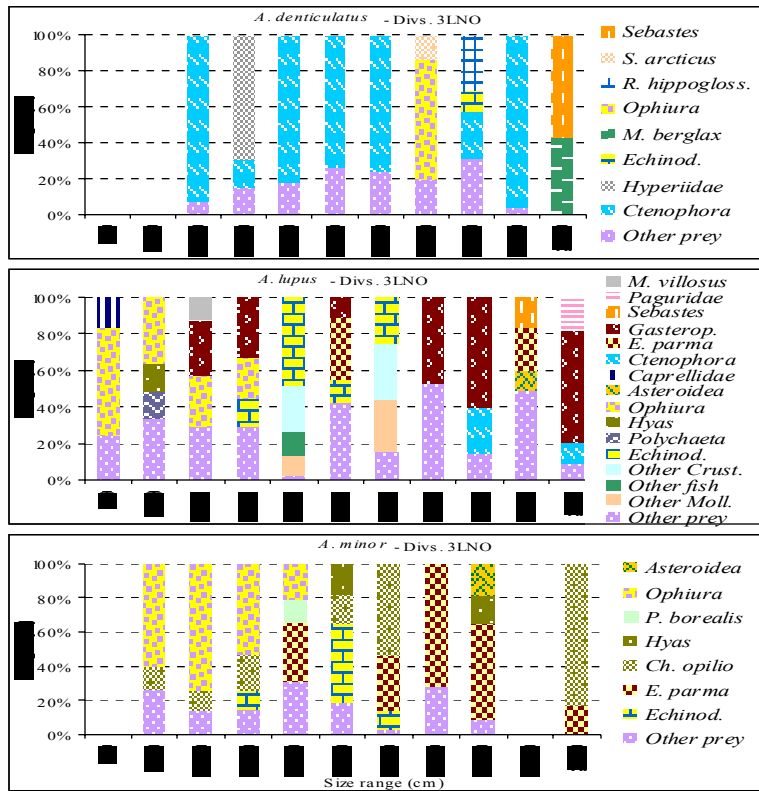 A. denticulatus - Divs. 3LNO
100%
80%
60%
40%
20%
0%
Sebastes
S. arcticus
R. hippogloss.
Ophiura
M. berglax
Echinod.
Hyperiidae
Ctenophora
Other prey
A. lupus - Divs. 3LNO
100%
80%
60%
40%
20%
0%
M. villosus
Paguridae
Sebastes
Gasterop.
E. parma
Ctenophora
Caprellidae
Asteroidea
Ophiura
Hyas
Polychaeta
Echinod.
Other Crust.
Other fish
Other Moll.
Other prey
A. minor - Divs. 3LNO
100%
80%
60%
40%
20%
0%
Asteroidea
Ophiura
P. borealis
Hyas
Ch. opilio
E. parma
Echinod.
Other prey
Size range (cm)